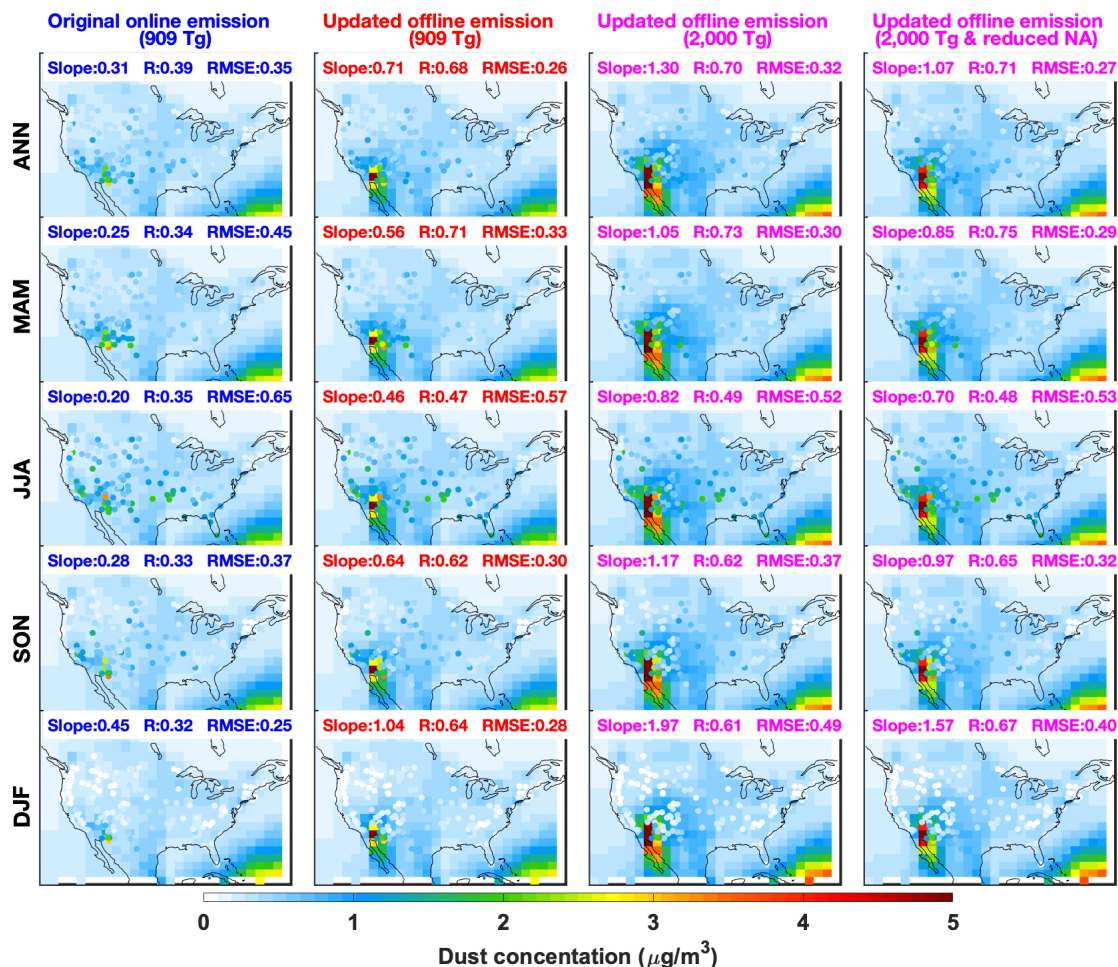 Original online emission
(909 Tg)
Updated offline emission
(909 Tg)
Updated offline emission
(2,000 Tg)
Updated offline emission
(2,000 Tg & reduced NA)
ANN
Slope:0.31 R:0.39 RMSE:0.35
Slope:0.71 R:0.68 RMSE:0.26
Slope:1.30 R:0.70 RMSE:0.32
Slope:1.07 R:0.71 RMSE:0.27
MAM
Slope:0.25 R:0.34 RMSE:0.45
Slope:0.56 R:0.71 RMSE:0.33
Slope:1.05 R:0.73 RMSE:0.30
Slope:0.85 R:0.75 RMSE:0.29
JJA
Slope:0.20 R:0.35 RMSE:0.65
Slope:0.46 R:0.47 RMSE:0.57
Slope:0.82 R:0.49 RMSE:0.52
Slope:0.70 R:0.48 RMSE:0.53
SON
Slope:0.28 R:0.33 RMSE:0.37
Slope:0.64 R:0.62 RMSE:0.30
Slope:1.17 R:0.62 RMSE:0.37
Slope:0.97 R:0.65 RMSE:0.32
DJF
Slope:0.45 R:0.32 RMSE:0.25
Slope:1.04 R:0.64 RMSE:0.28
Slope:1.97 R:0.61 RMSE:0.49
Slope:1.57 R:0.67 RMSE:0.40
0 1 2 3 4 5
Dust concentration (μg/m³)